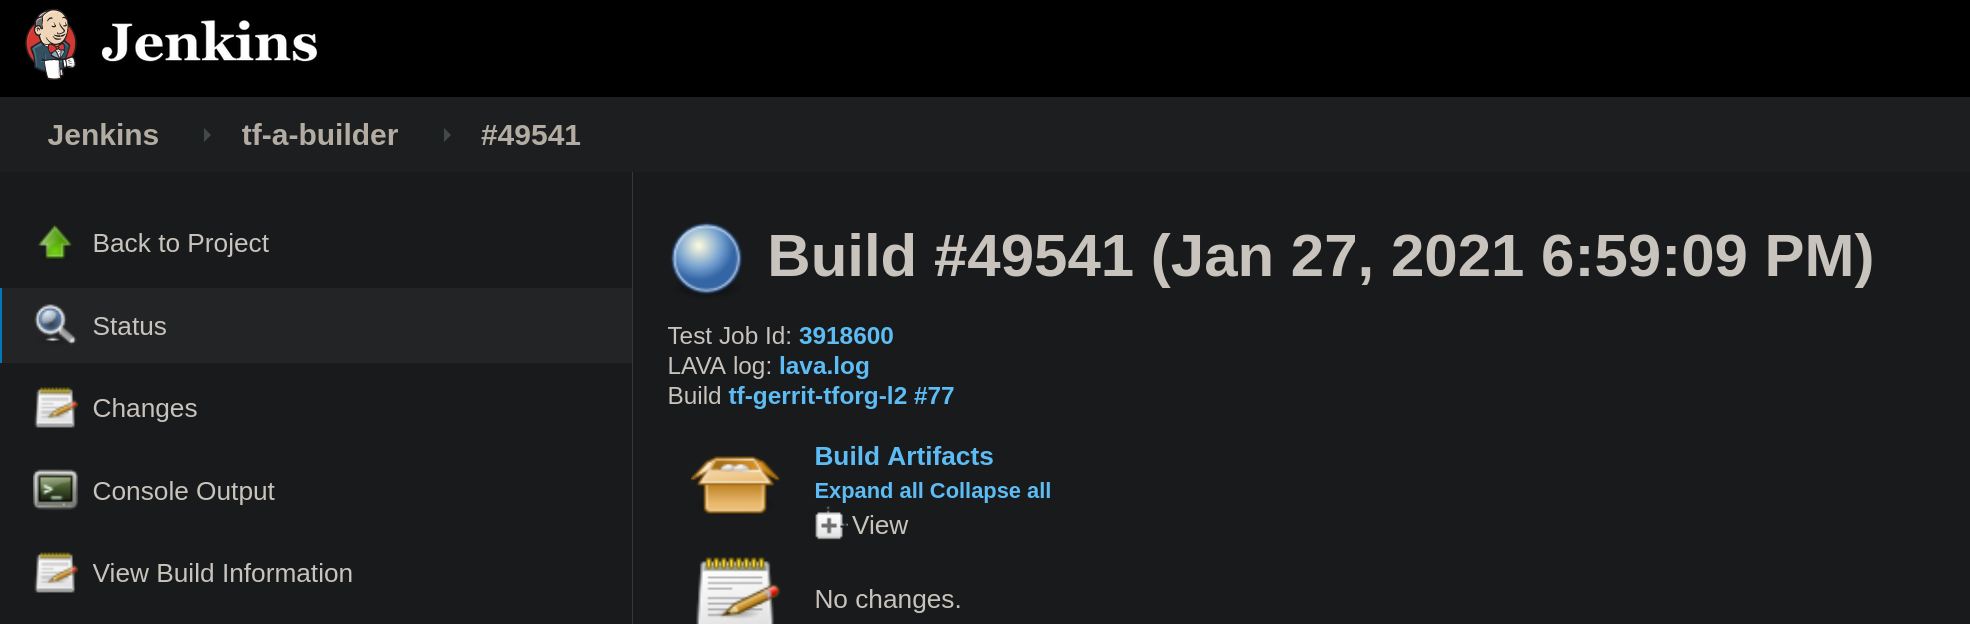 Jenkins
Jenkins tf-a-builder #49541
Back to Project
Status
Changes
Console Output
View Build Information
Build #49541 (Jan 27, 2021 6:59:09 PM)
Test Job Id: 3918600
LAVA log: lava.log
Build tf-gerrit-tforg-l2 #77
Build Artifacts
Expand all Collapse all
View
No changes.